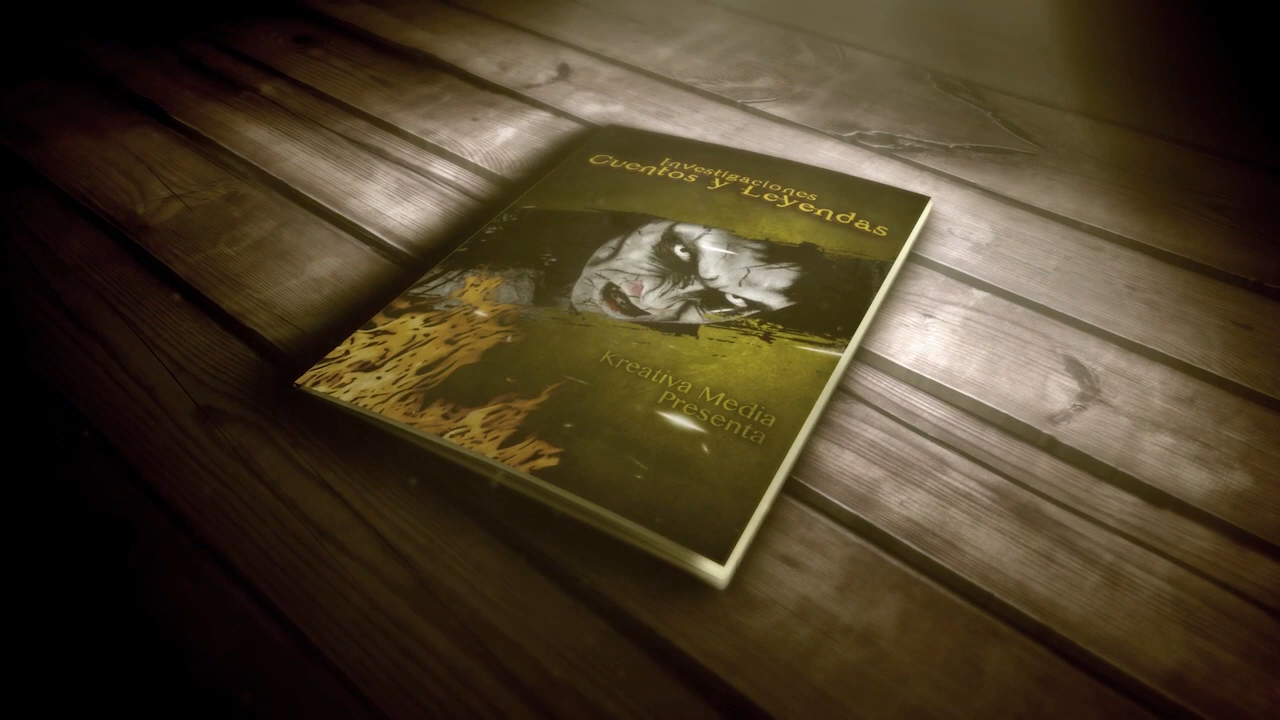 Investigaciones
Cuentos y Leyendas
Kreativa Media
Presenta